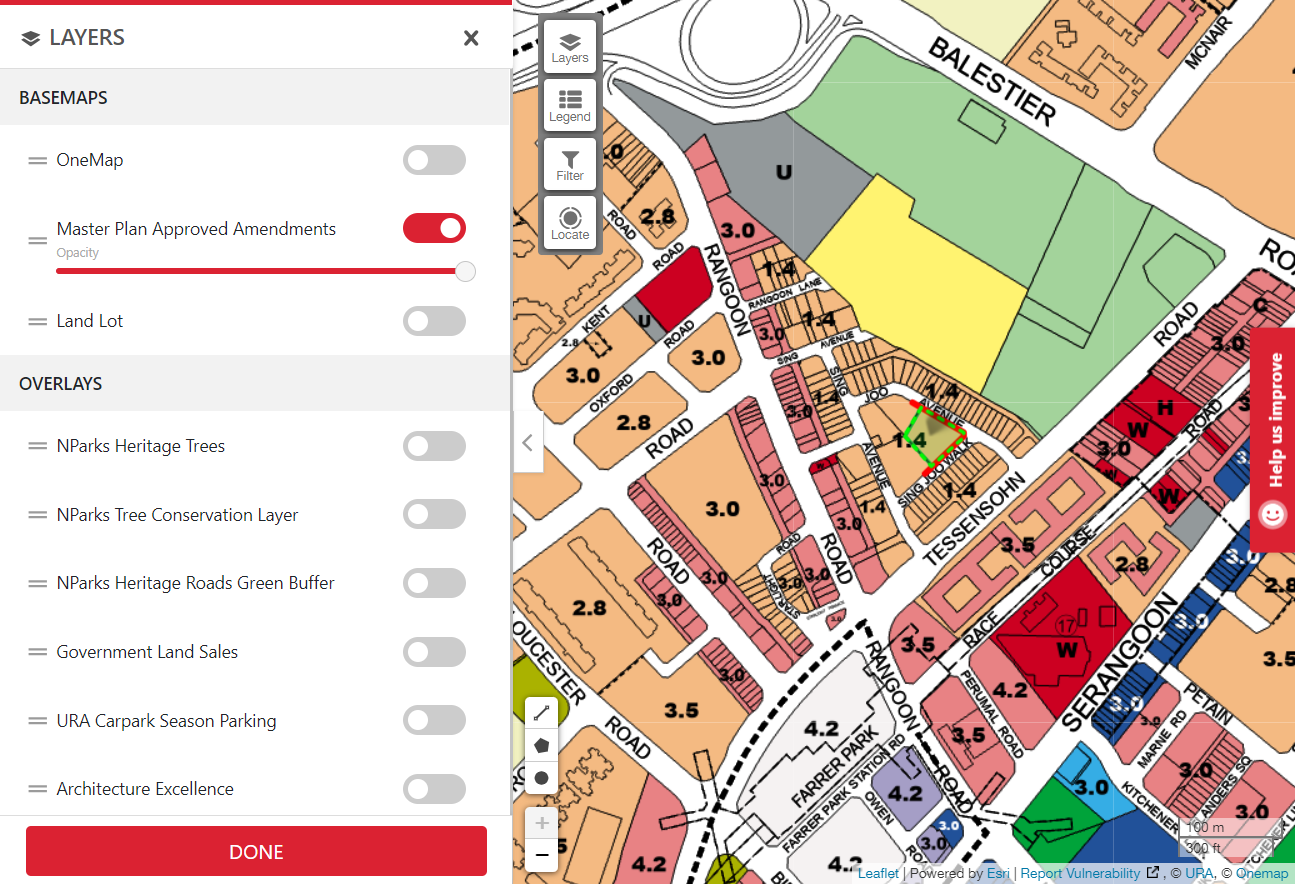 LAYERS
BASEMAPS
OneMap
Master Plan Approved Amendments
Opacity
Land Lot
OVERLAYS
NParks Heritage Trees
NParks Tree Conservation Layer
NParks Heritage Roads Green Buffer
Government Land Sales
URA Carpark Season Parking
Architecture Excellence
DONE
Layers
Legend
Filter
Locate
Help us improve
BALESTIER
MCNAIR
U
2.8
ROAD
3.0
ROAD
RANGOON
1.4
RANGOON LANE
KENT
U
ROAD
3.0
1.4
AVENUE
SING
2.8
3.0
3.0
OXFORD
2.8
ROAD
3.0
SING
1.4
JOO
1.4
AVENUE
1.4
AVENUE
SING JOO WALK
1.4
W
3.0
1.4
ROAD
C
3.0
H
W
3.0
W
W
ROAD
TESSENSOHN
3.5
COURSE
2.8
3.0
2.8
3.0
3.0
3.0
ROAD
ROAD
STARLIGHT
3.0
3.0
ROAD
3.0
3.0
2.8
3.0
3.5
RACE
17
W
4.2
SERANGOON
3.0
3.5
3.0
3.0
PETAIN
MARNE RD
PERUMAL ROAD
3.5
RANGOON
ROAD
4.2
FARRER PARK
FARRER PARK STATION RD
OWEN
4.2
3.0
3.0
3.0
KITCHENER
3.0
3.0
3.5
ROAD
4.2
4.2
100 m
300 ft
Leaflet | Powered by Esri | Report Vulnerability , © URA, © Onemap